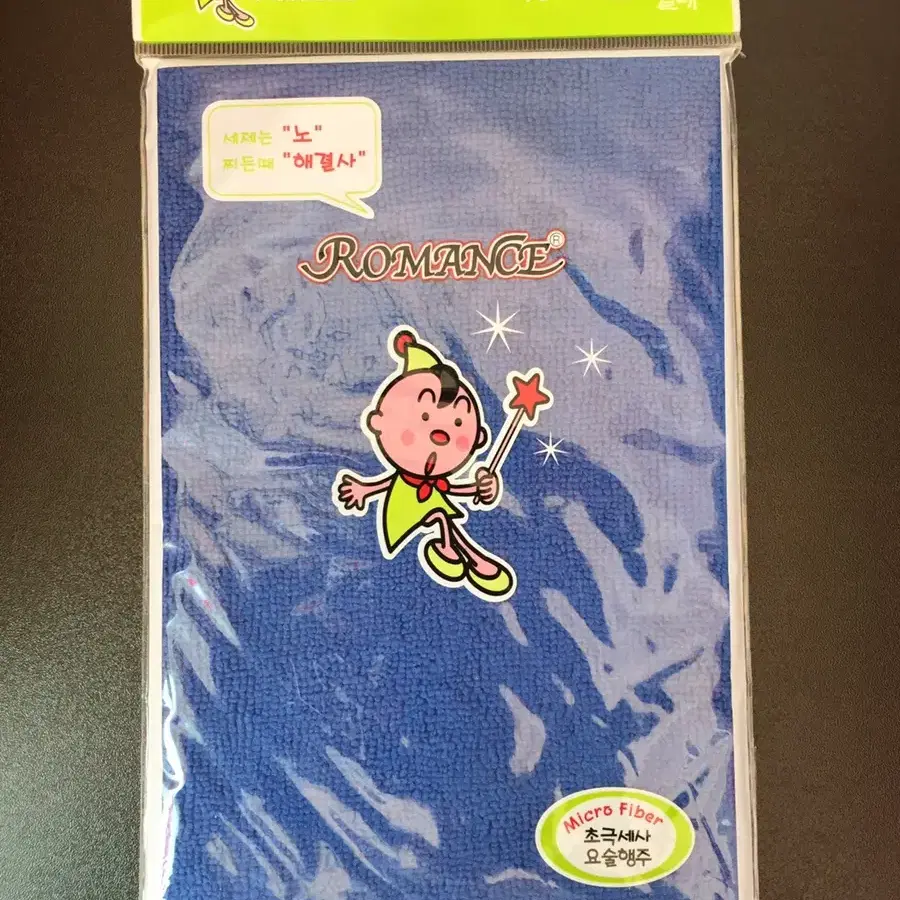 세제는 "노"
찌든때 "해결사"
ROMANCE®
Micro Fiber
초극세사
요술행주